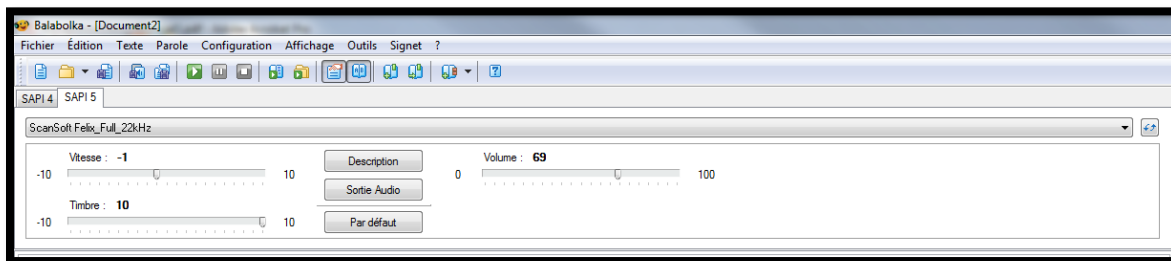 Balabolka - [Document2]
Fichier Édition Texte Parole Configuration Affichage Outils Signet ?
SAPI 4 SAPI 5
ScanSoft Felix_Full_22kHz
Vitesse : -1
-10 10
Timbre : 10
-10 10
Description
Sortie Audio
Par défaut
Volume : 69
0 100